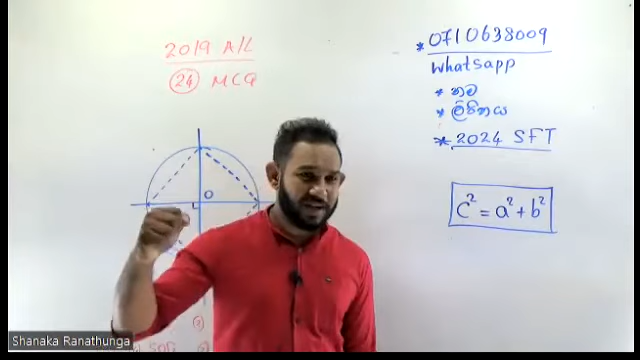 2019 A/L
24 MCQ
* 0710638009
Whatsapp
* නම
* ලිපිනය
* 2024 SFT
C² = a² + b²
O
Shanaka Ranathunga